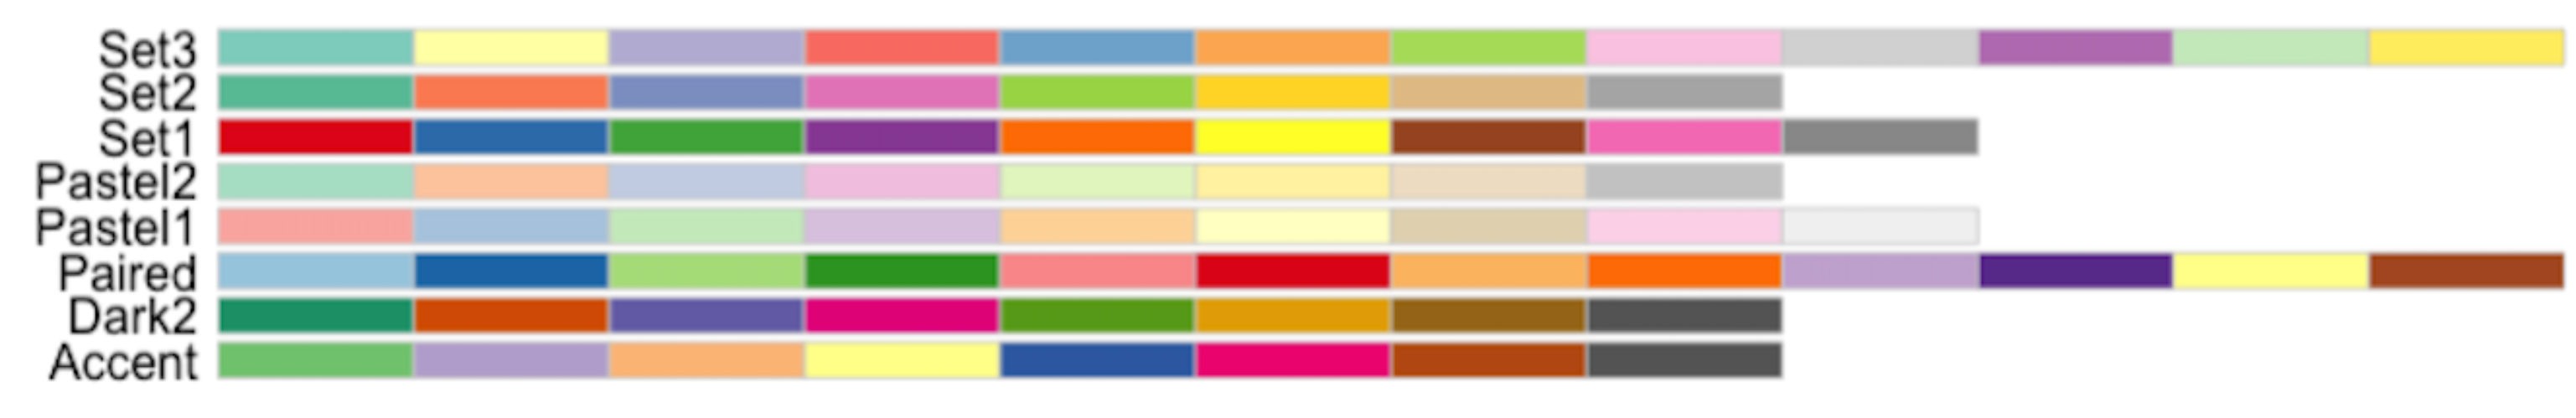 Set3
Set2
Set1
Pastel2
Pastel1
Paired
Dark2
Accent